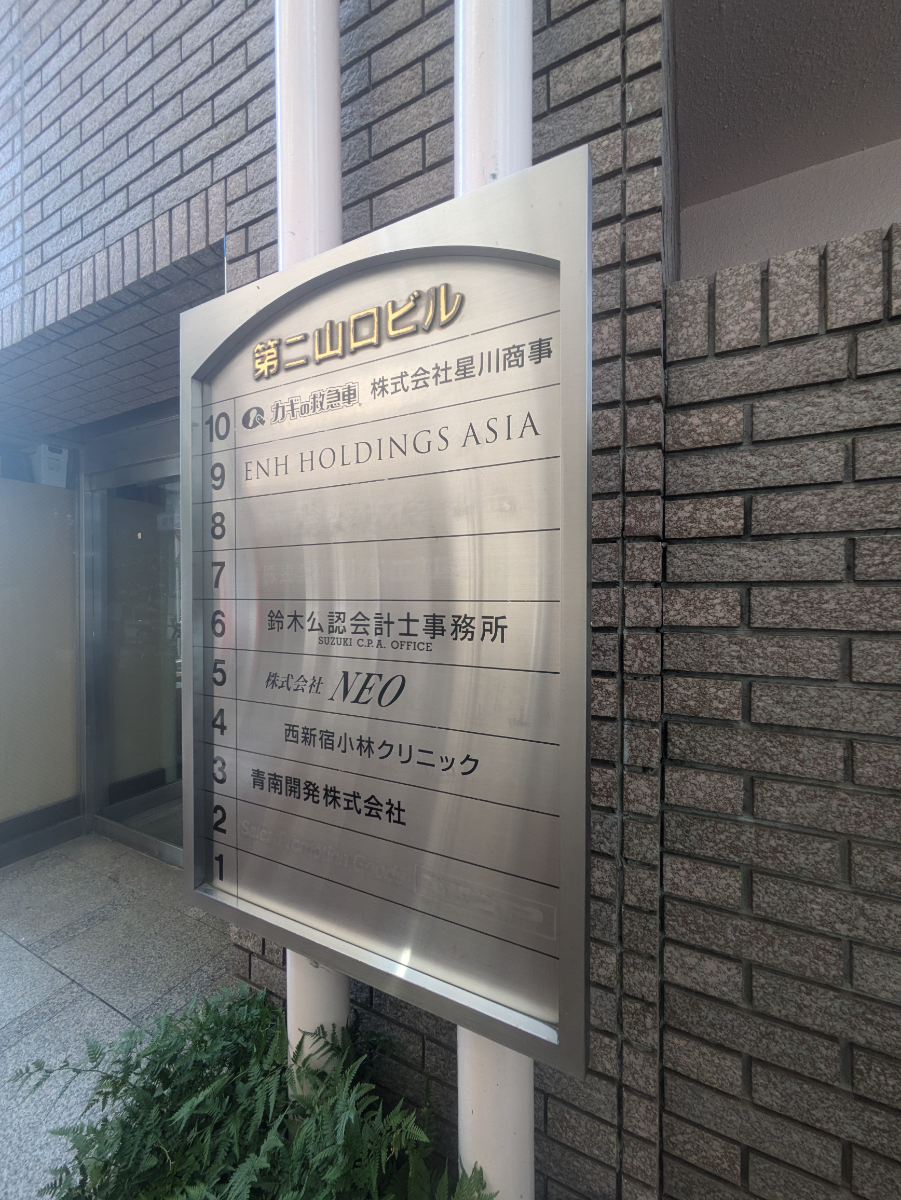 第二山口ビル
10 カギの救急車 株式会社星川商事
9 ENH HOLDINGS ASIA
8
7
6 鈴木公認会計士事務所
SUZUKI C.P.A. OFFICE
5 株式会社 NEO
4 西新宿小林クリニック
3 青南開発株式会社
2
1